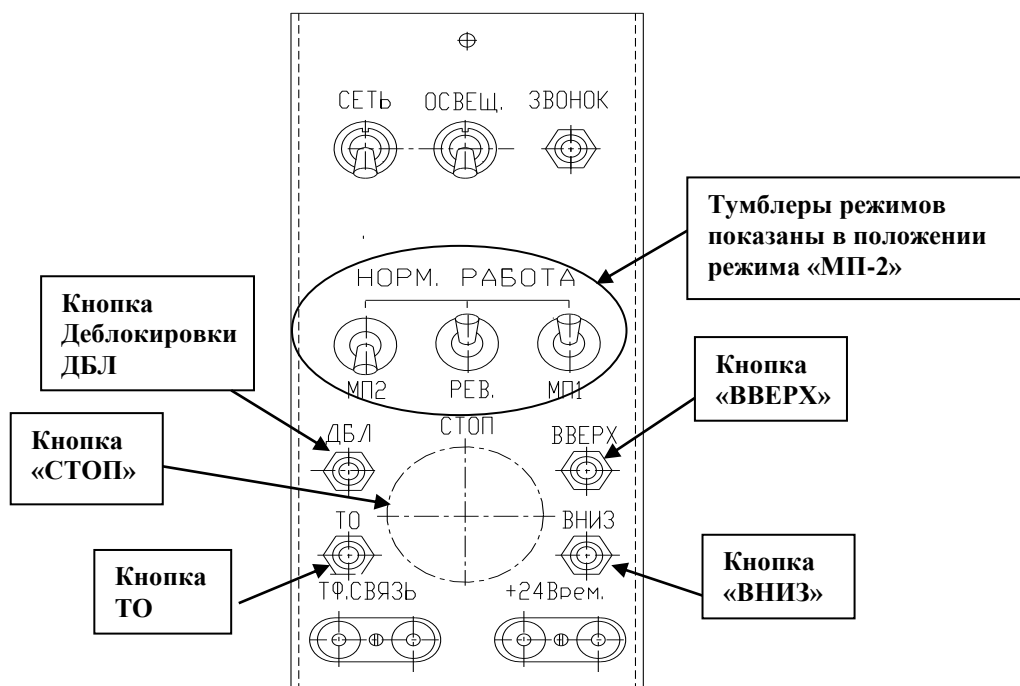 СЕТЬ ОСВЕЩ. ЗВОНОК
Тумблеры режимов
показаны в положении
режима «МП-2»
НОРМ. РАБОТА
МП2 РЕВ. МП1
Кнопка
Деблокировки
ДБЛ
Кнопка
«ВВЕРХ»
ДБЛ СТОП ВВЕРХ
Кнопка
«СТОП»
ТО ВНИЗ
Кнопка
ТО
Кнопка
«ВНИЗ»
ТФ.СВЯЗЬ +24Врем.